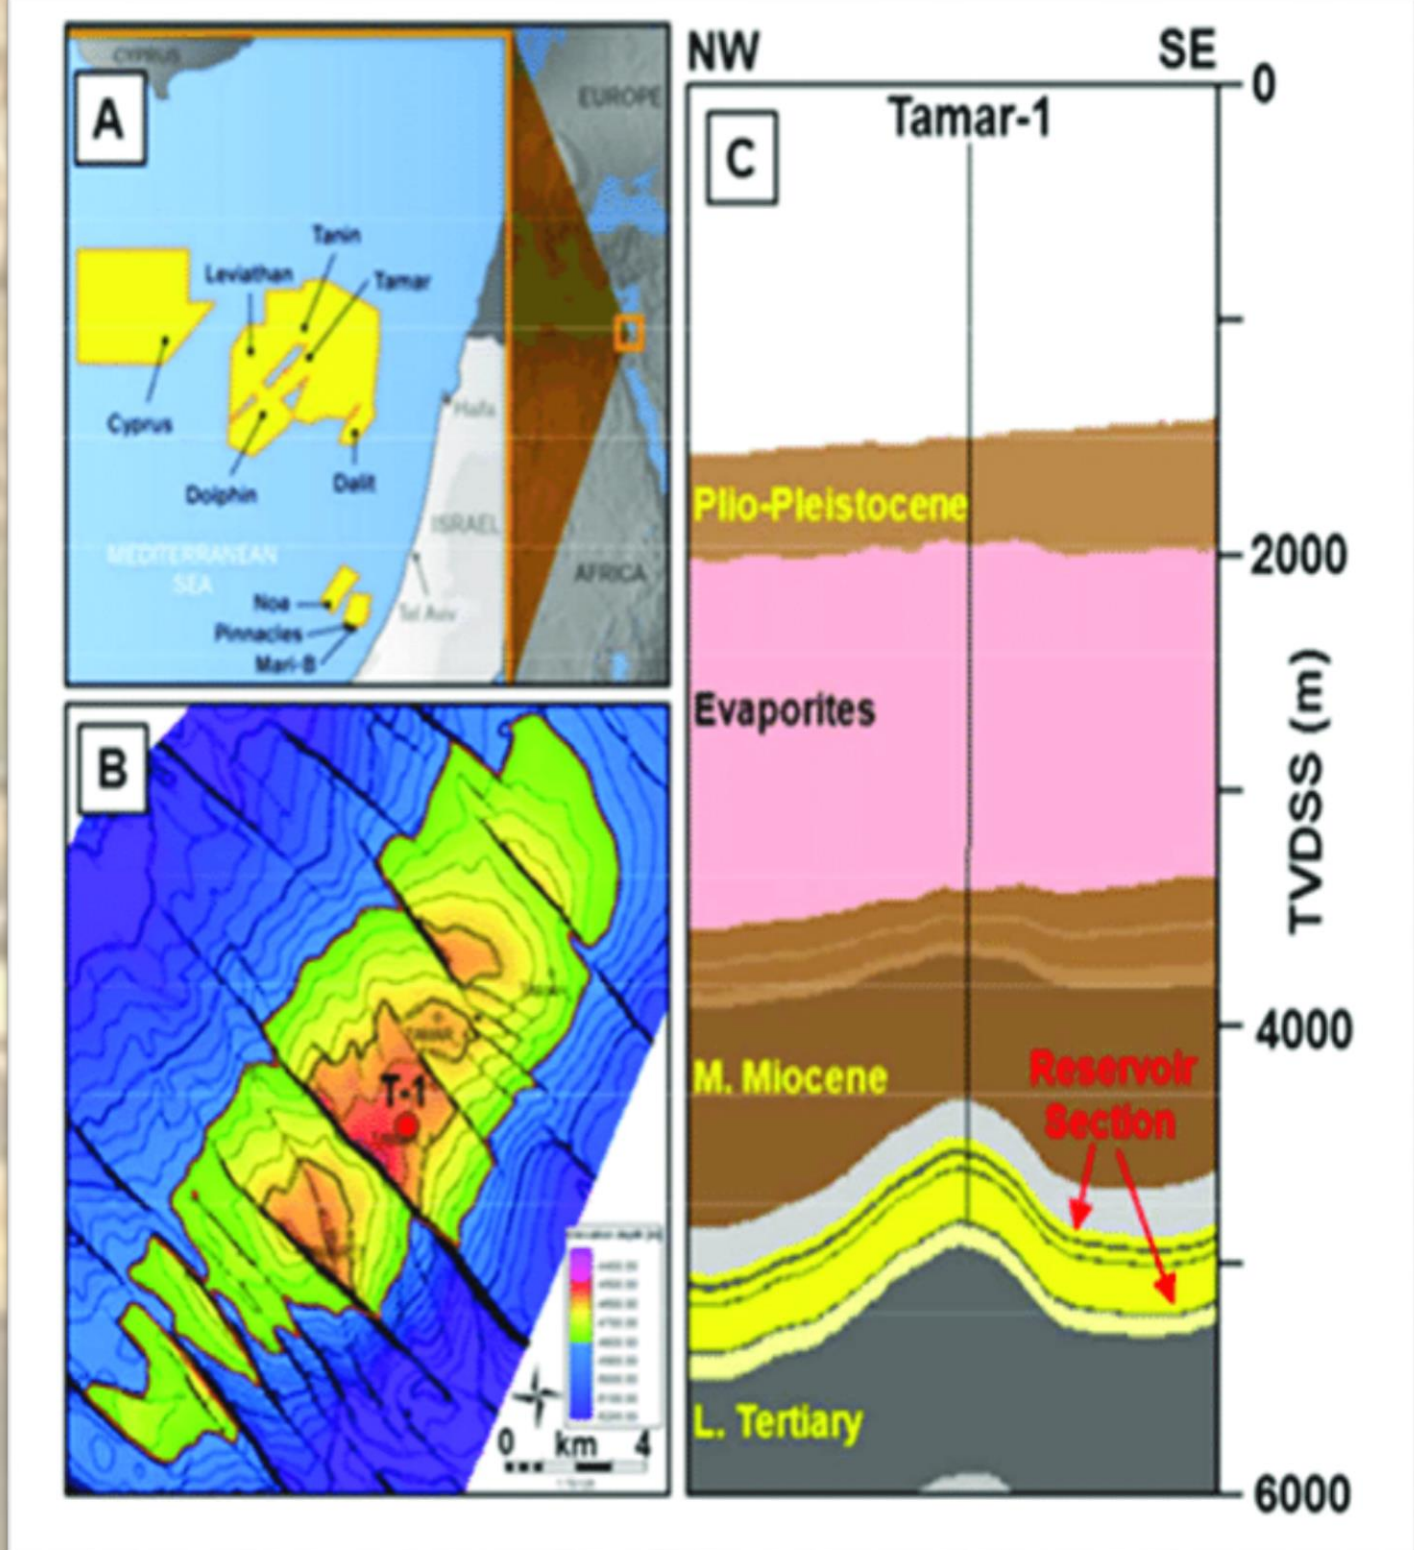 A
CYPRUS
EUROPE
Tanin
Leviathan
Tamar
Cyprus
Haifa
Dolphin
Dalit
ISRAEL
MEDITERRANEAN
SEA
AFRICA
Noa
Tel Aviv
Pinnacles
Mari-B
B
TAMAR
T-1
0 km 4
NW
SE
C
Tamar-1
0
Plio-Pleistocene
2000
Evaporites
TVDSS (m)
4000
M. Miocene
Reservoir
Section
L. Tertiary
6000